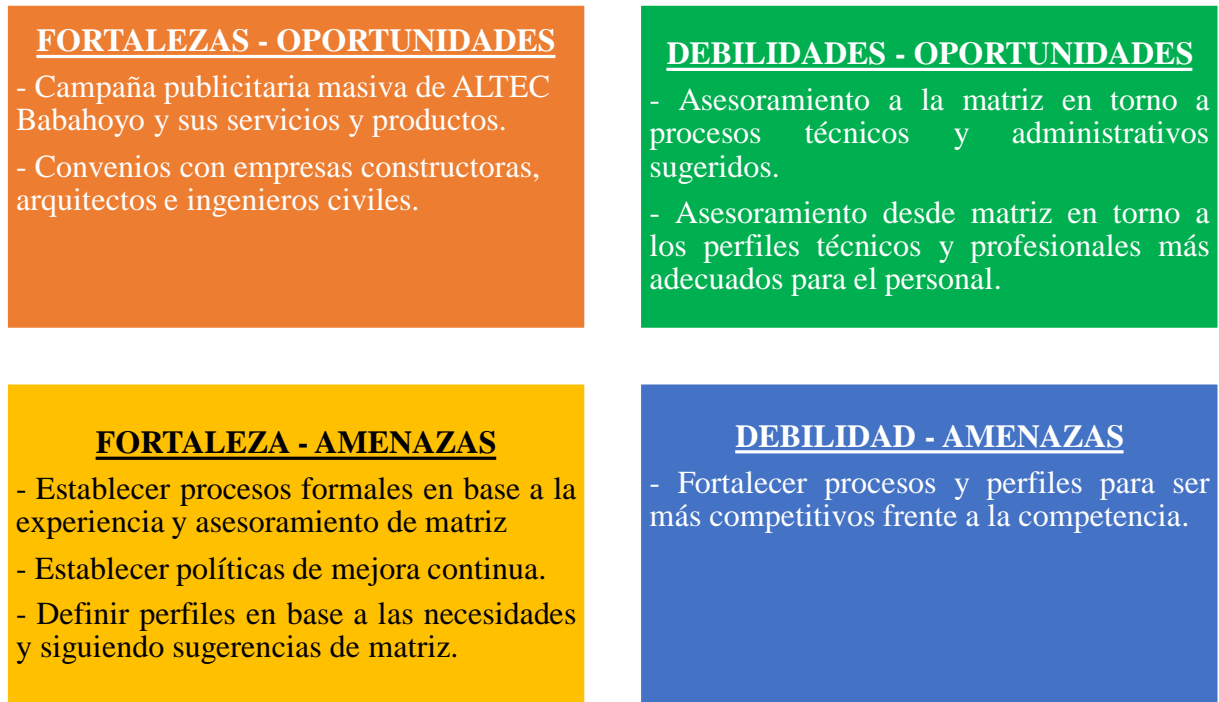 FORTALEZAS - OPORTUNIDADES
- Campaña publicitaria masiva de ALTEC
Babahoyo y sus servicios y productos.
- Convenios con empresas constructoras,
arquitectos e ingenieros civiles.
DEBILIDADES - OPORTUNIDADES
- Asesoramiento a la matriz en torno a
procesos técnicos y administrativos
sugeridos.
- Asesoramiento desde matriz en torno a
los perfiles técnicos y profesionales más
adecuados para el personal.
FORTALEZA - AMENAZAS
- Establecer procesos formales en base a la
experiencia y asesoramiento de matriz
- Establecer políticas de mejora continua.
- Definir perfiles en base a las necesidades
y siguiendo sugerencias de matriz.
DEBILIDAD - AMENAZAS
- Fortalecer procesos y perfiles para ser
más competitivos frente a la competencia.